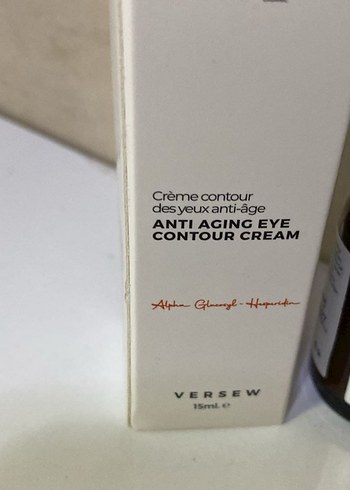 Crème contour
des yeux anti-âge
ANTI AGING EYE
CONTOUR CREAM
Alpha Glucosyl - Hesperidin
VERSEW
15ml. e